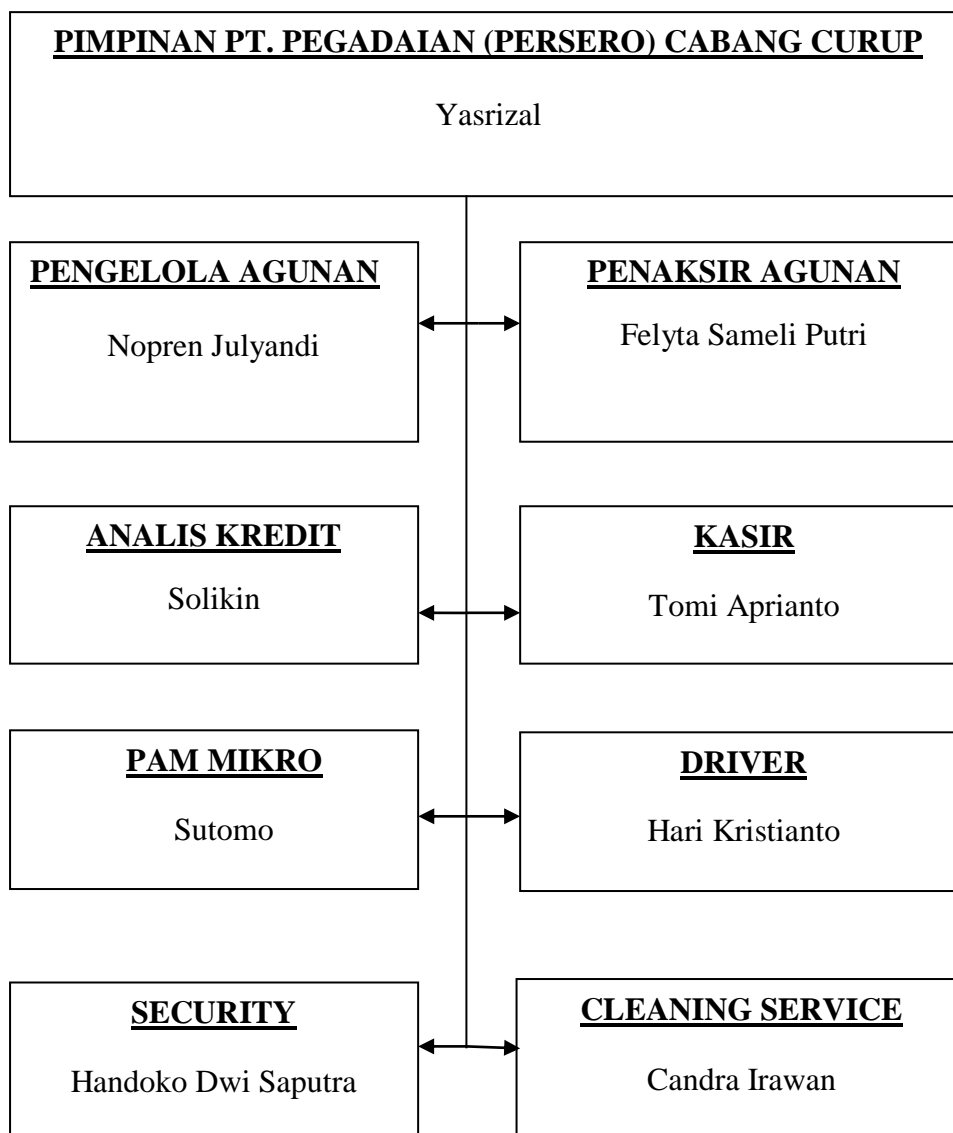 PIMPINAN PT. PEGADAIAN (PERSERO) CABANG CURUP
Yasrizal
PENGELOLA AGUNAN
Nopren Julyandi
PENAKSIR AGUNAN
Felyta Sameli Putri
ANALIS KREDIT
Solikin
KASIR
Tomi Aprianto
PAM MIKRO
Sutomo
DRIVER
Hari Kristianto
SECURITY
Handoko Dwi Saputra
CLEANING SERVICE
Candra Irawan